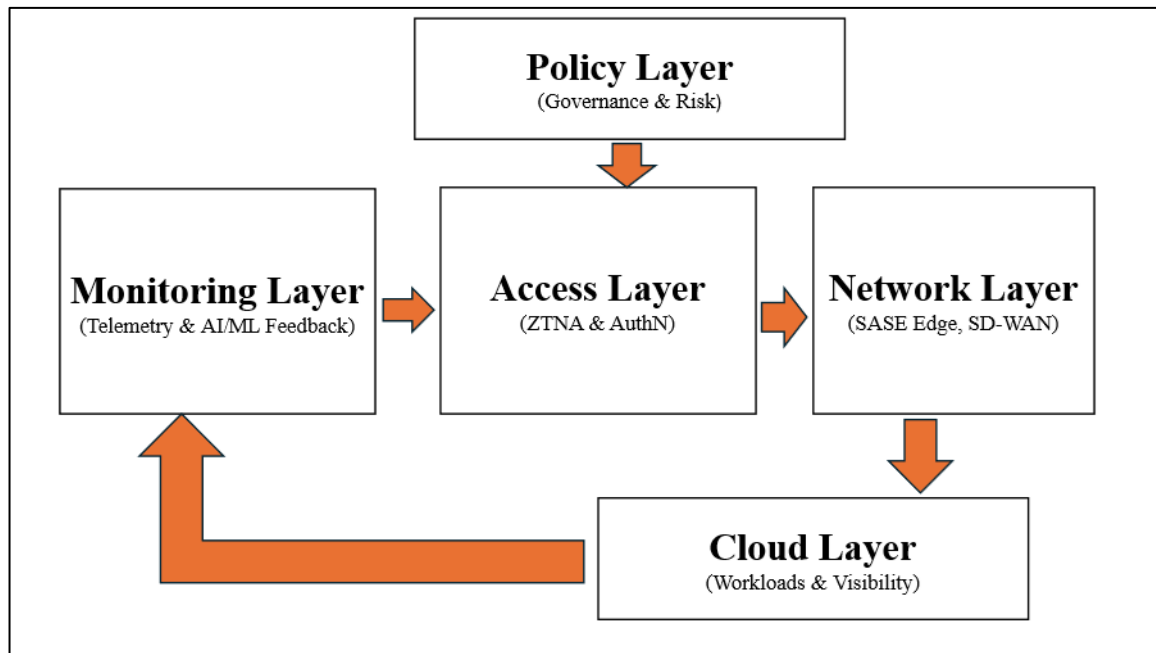 Policy Layer
(Governance & Risk)
Monitoring Layer
(Telemetry & AI/ML Feedback)
Access Layer
(ZTNA & AuthN)
Network Layer
(SASE Edge, SD-WAN)
Cloud Layer
(Workloads & Visibility)